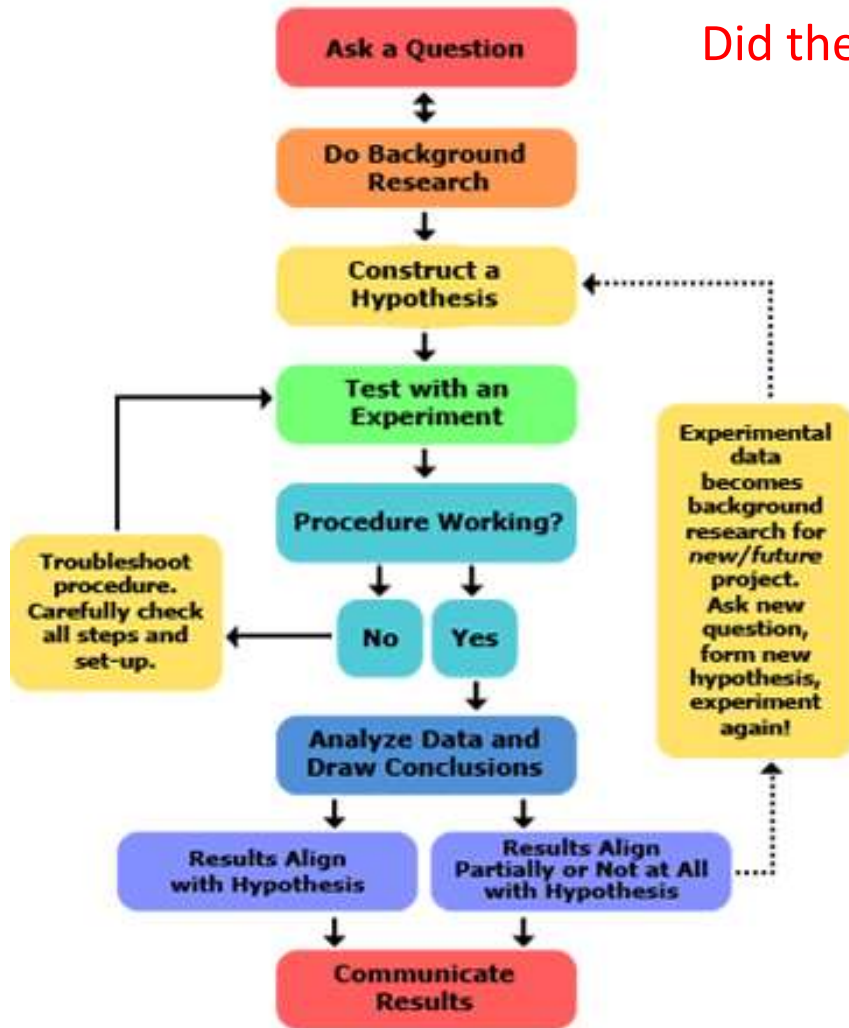 Did the
Ask a Question
Do Background
Research
Construct a
Hypothesis
Test with an
Experiment
Procedure Working?
No
Yes
Troubleshoot
procedure.
Carefully check
all steps and
set-up.
Experimental
data
becomes
background
research for
new/future
project.
Ask new
question,
form new
hypothesis,
experiment
again!
Analyze Data and
Draw Conclusions
Results Align
with Hypothesis
Results Align
Partially or Not at All
with Hypothesis
Communicate
Results